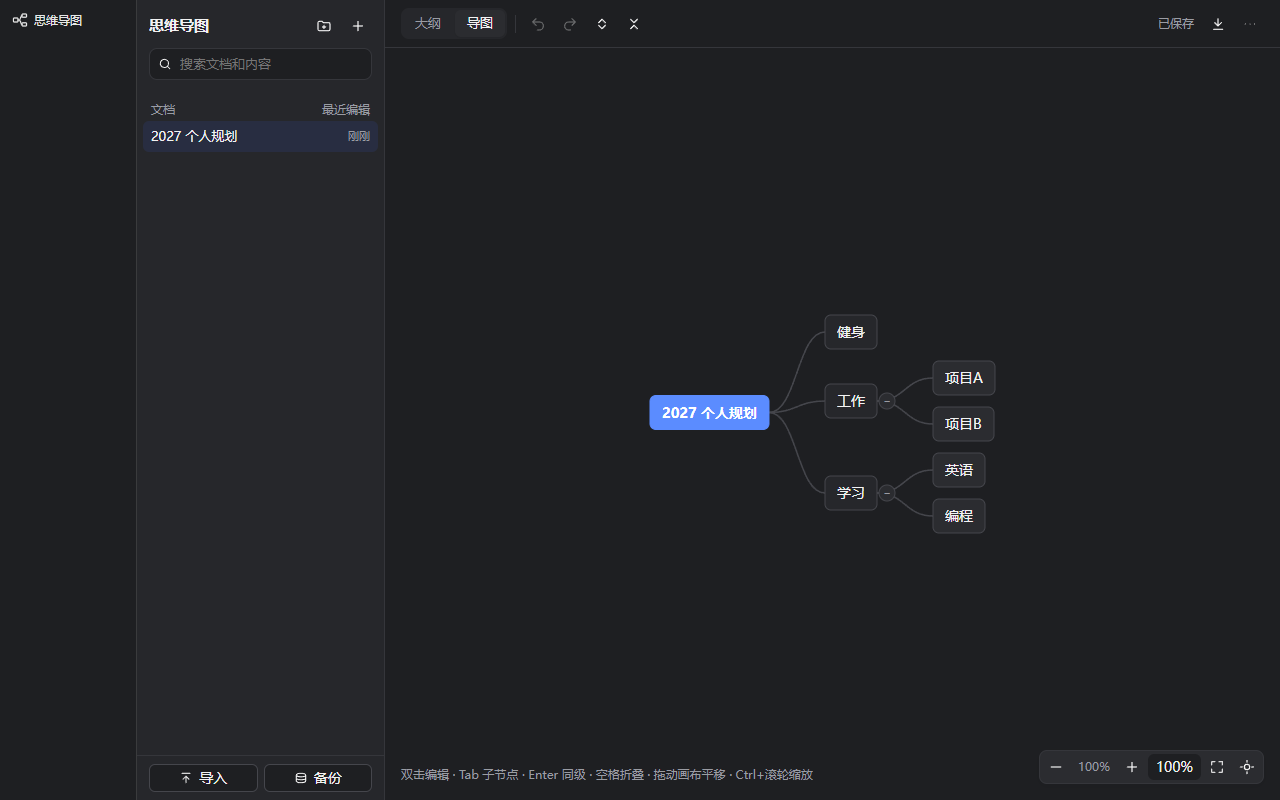 思维导图
思维导图
搜索文档和内容
文档 最近编辑
2027 个人规划 刚刚
导入 备份
大纲 导图
已保存
健身
工作
项目A
项目B
2027 个人规划
学习
英语
编程
双击编辑 · Tab 子节点 · Enter 同级 · 空格折叠 · 拖动画布平移 · Ctrl+滚轮缩放
100% 100%